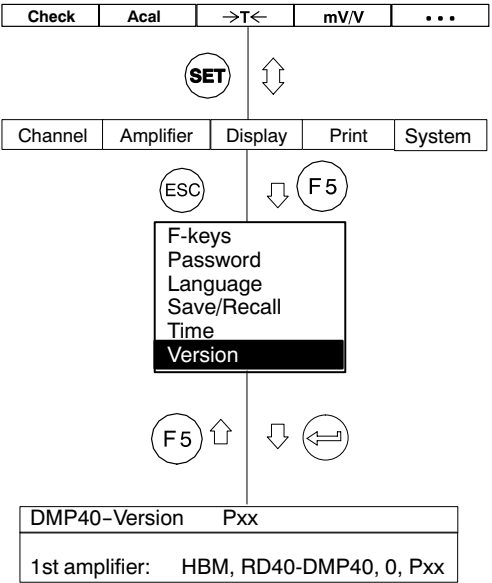 Check Acal →T← mV/V ...
SET
Channel Amplifier Display Print System
ESC F5
F-keys
Password
Language
Save/Recall
Time
Version
F5
DMP40-Version Pxx
1st amplifier: HBM, RD40-DMP40, 0, Pxx